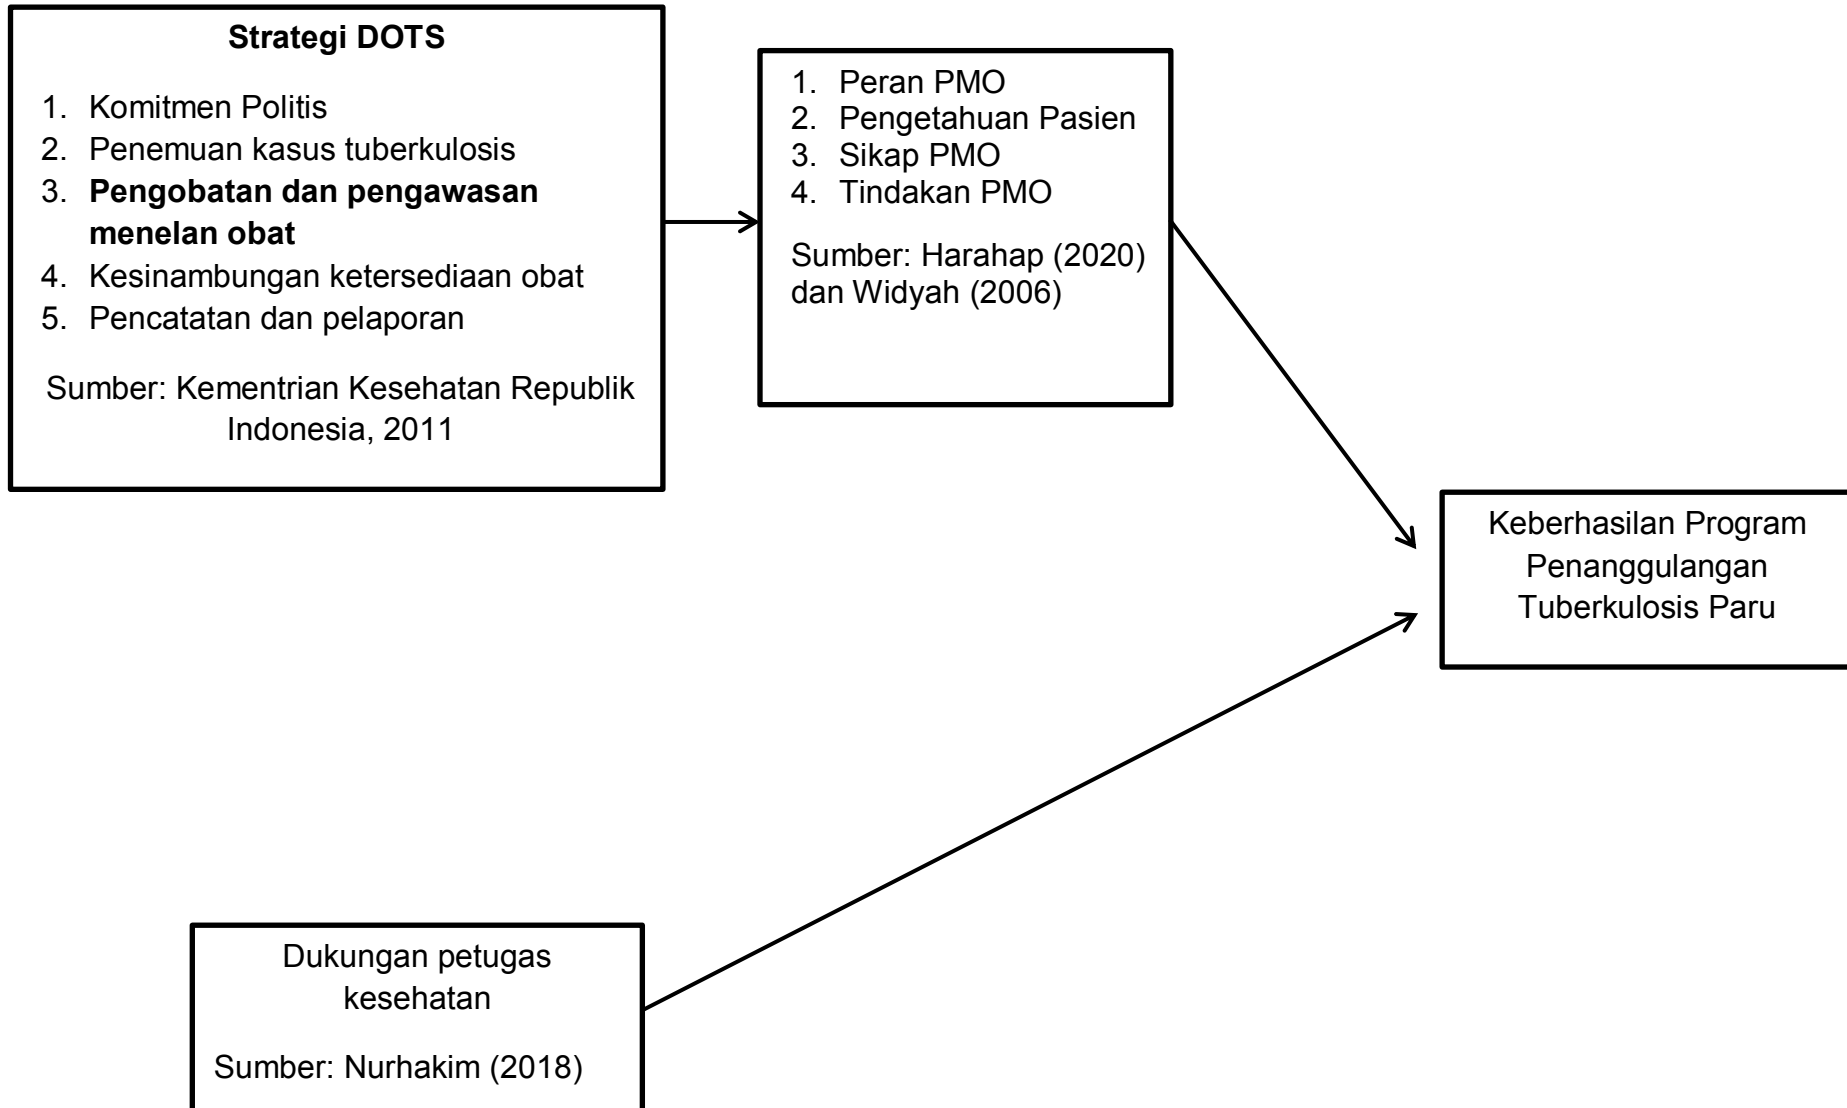 Strategi DOTS
1. Komitmen Politis
2. Penemuan kasus tuberkulosis
3. Pengobatan dan pengawasan
menelan obat
4. Kesinambungan ketersediaan obat
5. Pencatatan dan pelaporan
Sumber: Kementrian Kesehatan Republik
Indonesia, 2011
1. Peran PMO
2. Pengetahuan Pasien
3. Sikap PMO
4. Tindakan PMO
Sumber: Harahap (2020)
dan Widyah (2006)
Keberhasilan Program
Penanggulangan
Tuberkulosis Paru
Dukungan petugas
kesehatan
Sumber: Nurhakim (2018)